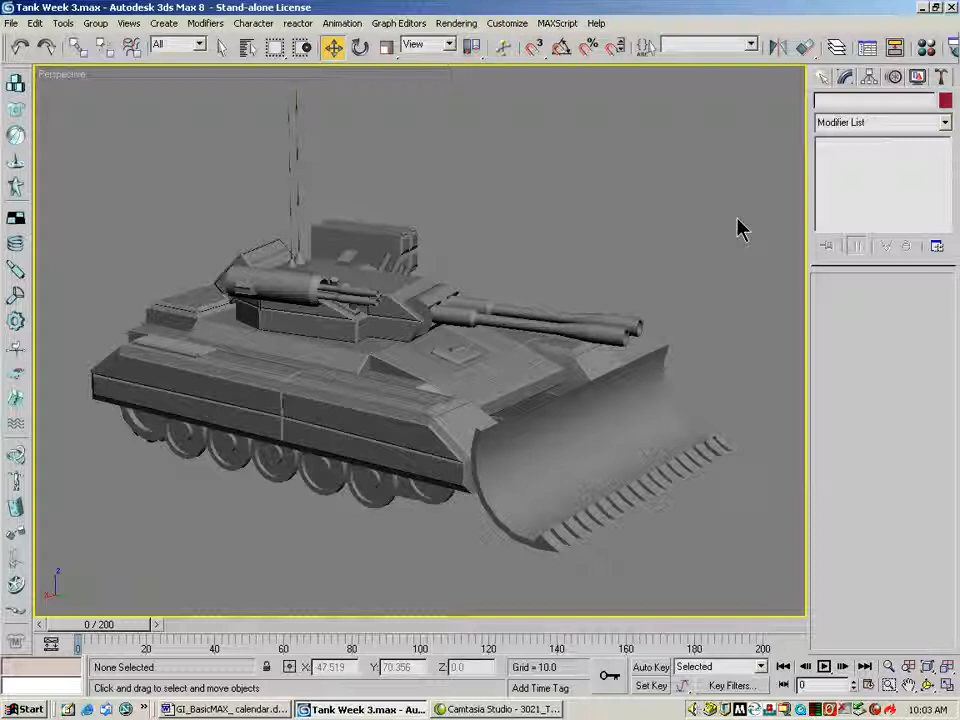 Tank Week 3.max - Autodesk 3ds Max 8 - Stand-alone License
File Edit Tools Group Views Create Modifiers Character reactor Animation Graph Editors Rendering Customize MAXScript Help
All View
Perspective
Modifier List
z
x
0 / 200
0 20 40 60 80 100 120 140 160 180 200
None Selected X: -47.519 Y: 70.356 Z: 0.0 Grid = 10.0 Auto Key Selected
Click and drag to select and move objects Add Time Tag Set Key Key Filters... 0
Start GI_BasicMAX_ calendar.d... Tank Week 3.max - Au... Camtasia Studio - 3021_T... 10:03 AM